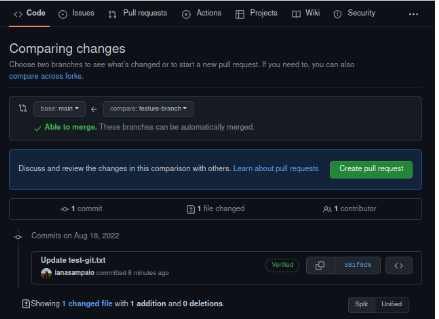 Code Issues Pull requests Actions Projects Wiki Security
Comparing changes
Choose two branches to see what's changed or to start a new pull request. If you need to, you can also
compare across forks.
base: main compare: feature-branch
Able to merge. These branches can be automatically merged.
Discuss and review the changes in this comparison with others. Learn about pull requests Create pull request
1 commit 1 file changed 1 contributor
Commits on Aug 18, 2022
Update test-git.txt
ianasampaio committed 8 minutes ago
Verified
Showing 1 changed file with 1 addition and 0 deletions. Split Unified